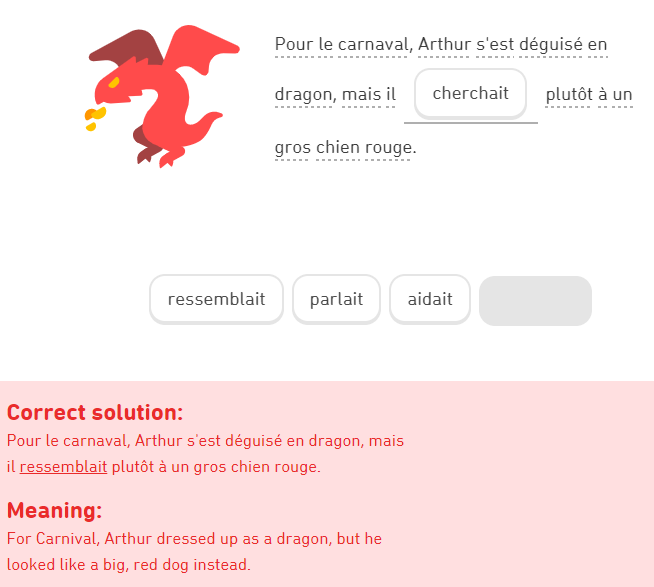 Pour le carnaval, Arthur s'est déguisé en
dragon, mais il cherchait plutôt à un
gros chien rouge.
ressemblait parlait aidait
Correct solution:
Pour le carnaval, Arthur s'est déguisé en dragon, mais
il ressemblait plutôt à un gros chien rouge.
Meaning:
For Carnival, Arthur dressed up as a dragon, but he
looked like a big, red dog instead.